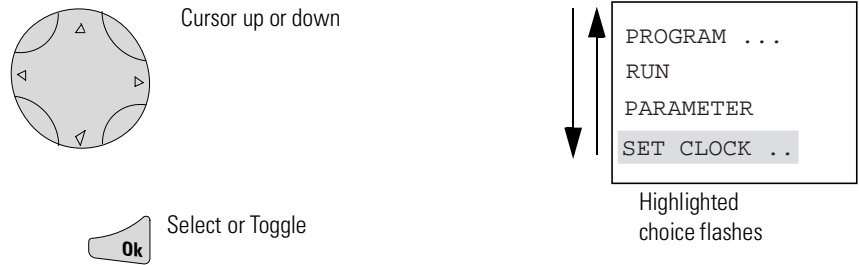 Cursor up or down
PROGRAM ...
RUN
PARAMETER
SET CLOCK ..
Highlighted
choice flashes
Ok
Select or Toggle